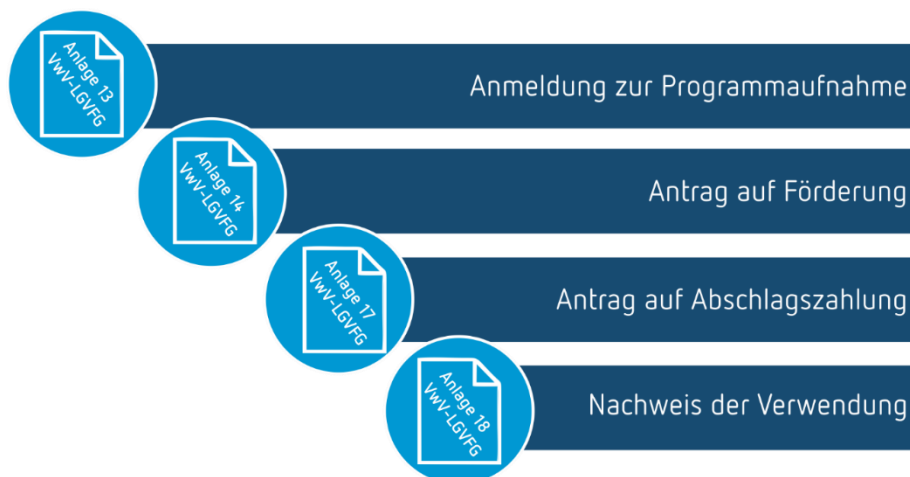 Anlage 13
VwV-LGVFG
Anmeldung zur Programmaufnahme
Anlage 14
VwV-LGVFG
Antrag auf Förderung
Anlage 17
VwV-LGVFG
Antrag auf Abschlagszahlung
Anlage 18
VwV-LGVFG
Nachweis der Verwendung